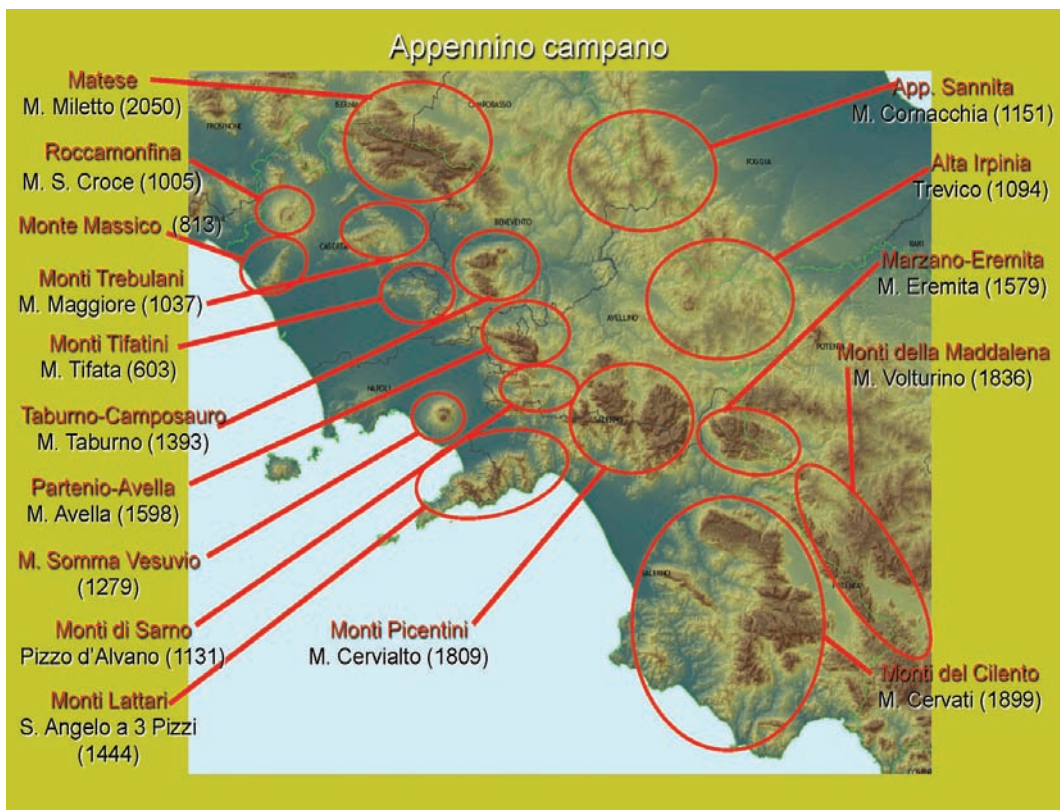 Appennino campano
Matese
M. Miletto (2050)
Roccamonfina
M. S. Croce (1005)
Monte Massico (813)
Monti Trebulani
M. Maggiore (1037)
Monti Tifatini
M. Tifata (603)
Taburno-Camposauro
M. Taburno (1393)
Partenio-Avella
M. Avella (1598)
M. Somma Vesuvio
(1279)
Monti di Sarno
Pizzo d'Alvano (1131)
Monti Lattari
S. Angelo a 3 Pizzi
(1444)
Monti Picentini
M. Cervialto (1809)
App. Sannita
M. Cornacchia (1151)
Alta Irpinia
Trevico (1094)
Marzano-Eremita
M. Eremita (1579)
Monti della Maddalena
M. Volturino (1836)
Monti del Cilento
M. Cervati (1899)
CAMPOBASSO
FROSINONE
FOGGIA
BENEVENTO
CASERTA
BARI
AVELLINO
POTENZA
NAPOLI
SALERNO
SALERNO
POTENZA